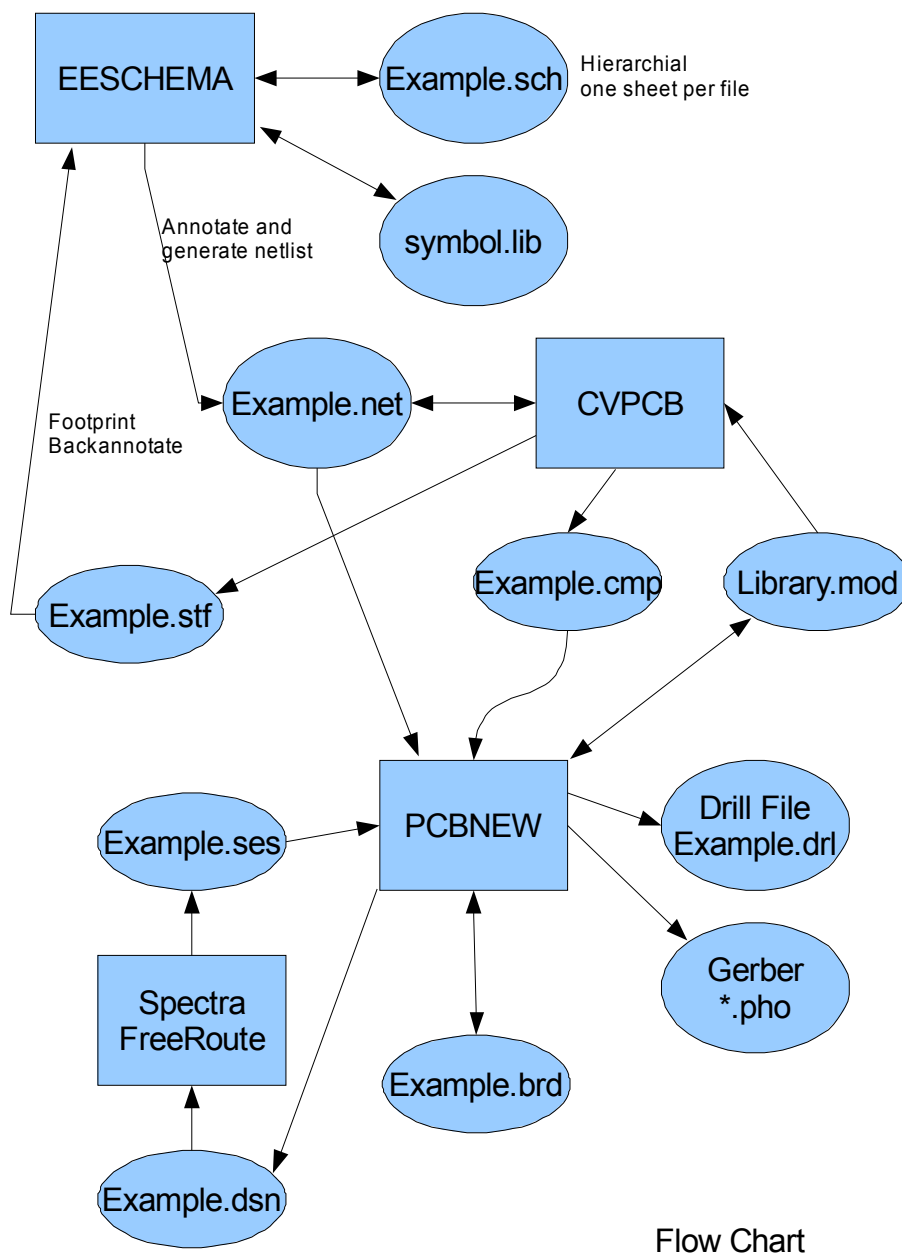 EESCHEMA
Example.sch
Hierarchial
one sheet per file
symbol.lib
Annotate and
generate netlist
Example.net
CVPCB
Footprint
Backannotate
Example.stf
Example.cmp
Library.mod
PCBNEW
Example.ses
Drill File
Example.drl
Gerber
*.pho
Spectra
FreeRoute
Example.brd
Example.dsn
Flow Chart